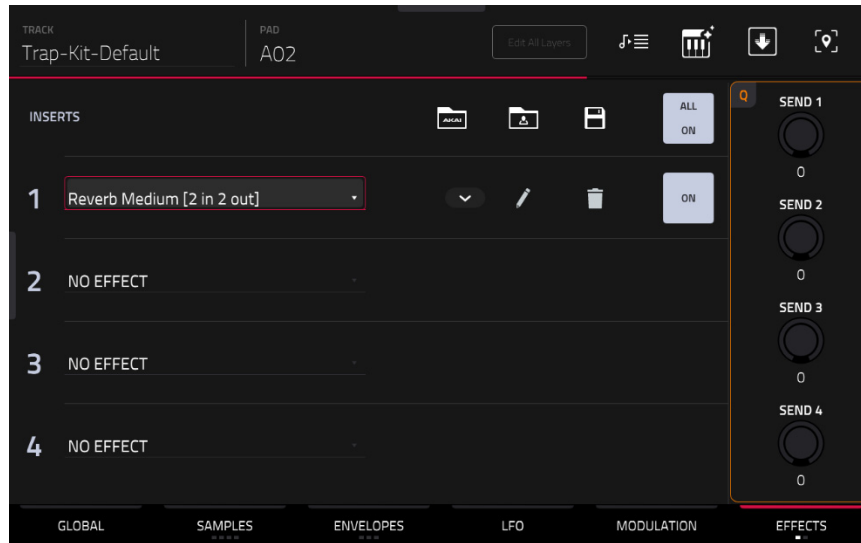 TRACK
Trap-Kit-Default
PAD
A02
Edit All Layers
INSERTS
AKAI
ALL
ON
Q
SEND 1
0
1
Reverb Medium [2 in 2 out]
ON
SEND 2
0
2
NO EFFECT
SEND 3
0
3
NO EFFECT
SEND 4
0
4
NO EFFECT
GLOBAL
SAMPLES
ENVELOPES
LFO
MODULATION
EFFECTS